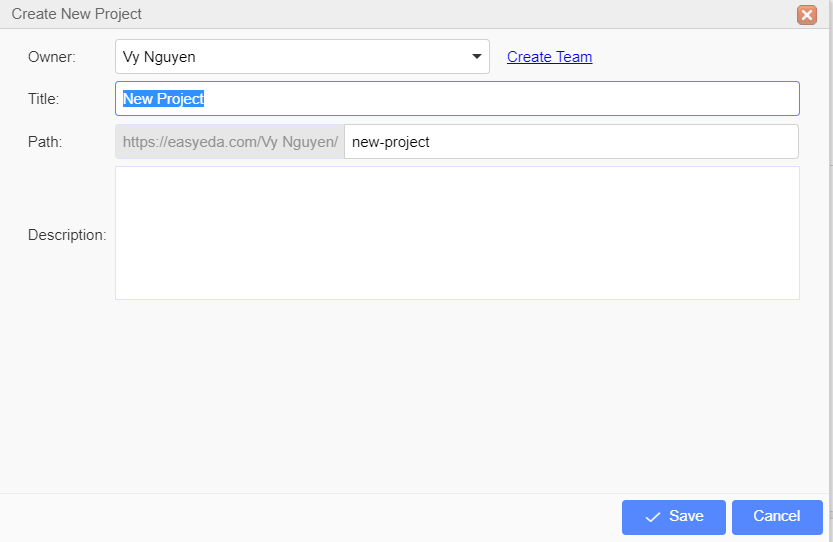 Create New Project
Owner: Vy Nguyen Create Team
Title: New Project
Path: https://easyeda.com/Vy Nguyen/ new-project
Description:
Save Cancel